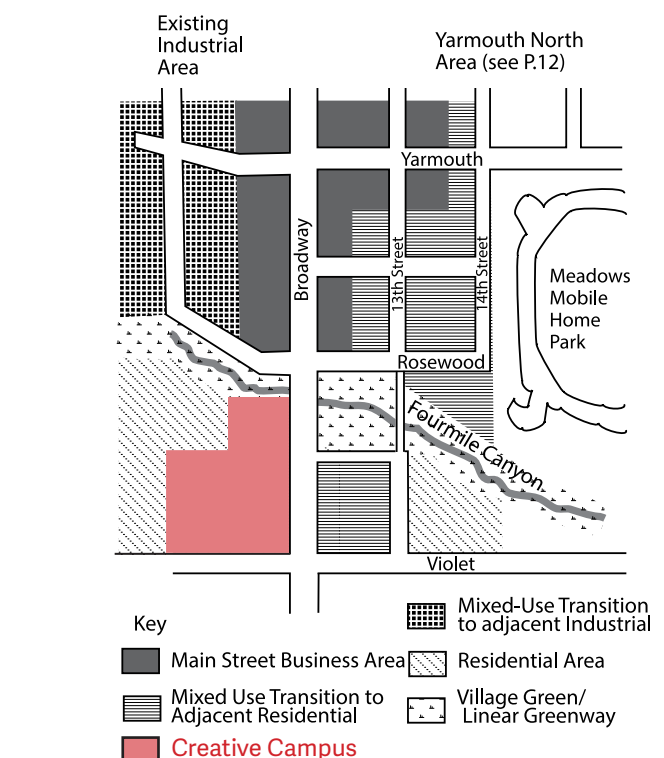 Existing
Industrial
Area
Yarmouth North
Area (see P.12)
Yarmouth
Broadway
13th Street
14th Street
Meadows
Mobile
Home
Park
Rosewood
Fourmile Canyon
Violet
Key
Mixed-Use Transition
to adjacent Industrial
Main Street Business Area
Residential Area
Mixed Use Transition to
Adjacent Residential
Village Green/
Linear Greenway
Creative Campus